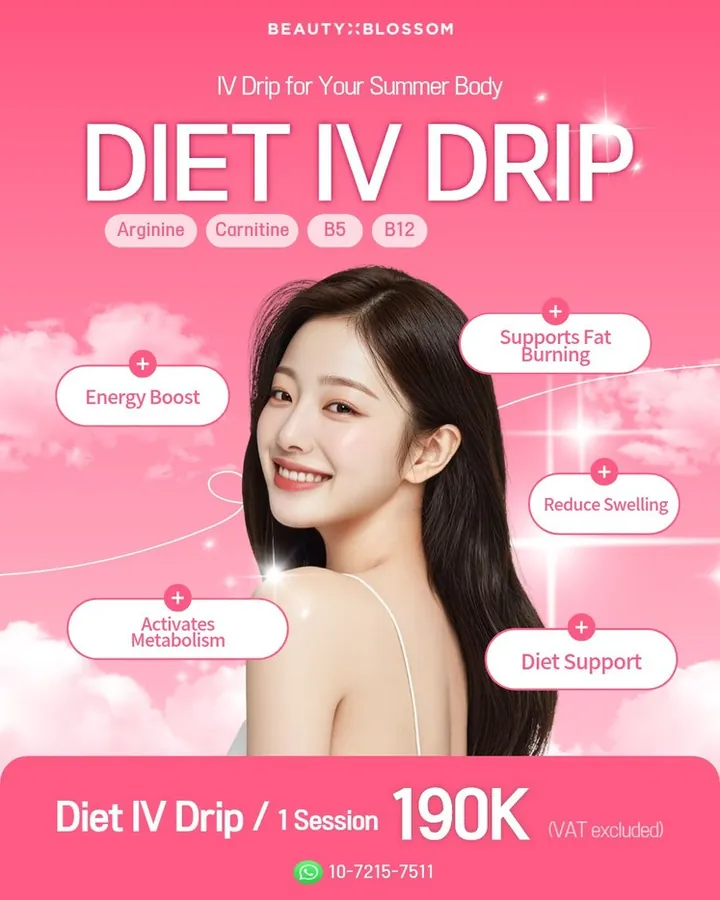 BEAUTY BLOSSOM
IV Drip for Your Summer Body
DIET IV DRIP
Arginine Carnitine B5 B12
Supports Fat
Burning
Energy Boost
Reduce Swelling
Activates
Metabolism
Diet Support
Diet IV Drip / 1 Session 190K (VAT excluded)
10-7215-7511